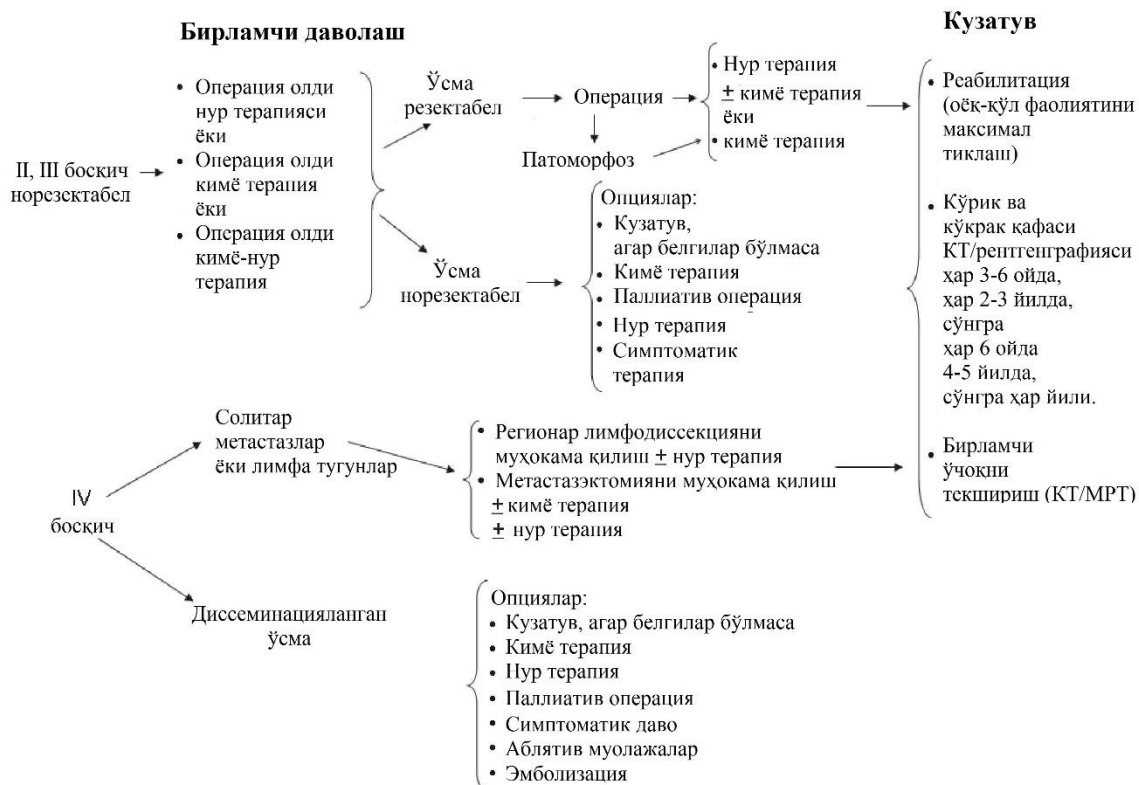 Бирламчи даволаш
Кузатув
II, III босқич
норезектабел
• Операция олди
нур терапияси
ёки
• Операция олди
кимё терапия
ёки
• Операция олди
кимё-нур
терапия
Ўсма
резектабел
Операция
Патоморфоз
• Нур терапия
± кимё терапия
ёки
• кимё терапия
Ўсма
норезектабел
Опциялар:
• Кузатув,
агар белгилар бўлмаса
• Кимё терапия
• Паллиатив операция
• Нур терапия
• Симптоматик
терапия
• Реабилитация
(оёқ-қўл фаолиятини
максимал
тиклаш)
• Кўрик ва
кўкрак қафаси
КТ/рентгенграфияси
ҳар 3-6 ойда,
ҳар 2-3 йилда,
сўнгра
ҳар 6 ойда
4-5 йилда,
сўнгра ҳар йили.
• Бирламчи
ўчоқни
текшириш (КТ/МРТ)
IV
босқич
Солитар
метастазлар
ёки лимфа тугунлар
• Регионар лимфодиссекцияни
муҳокама қилиш ± нур терапия
• Метастазэктомияни муҳокама қилиш
± кимё терапия
± нур терапия
Диссеминацияланган
ўсма
Опциялар:
• Кузатув, агар белгилар бўлмаса
• Кимё терапия
• Нур терапия
• Паллиатив операция
• Симптоматик даво
• Аблятив муолажалар
• Эмболизация